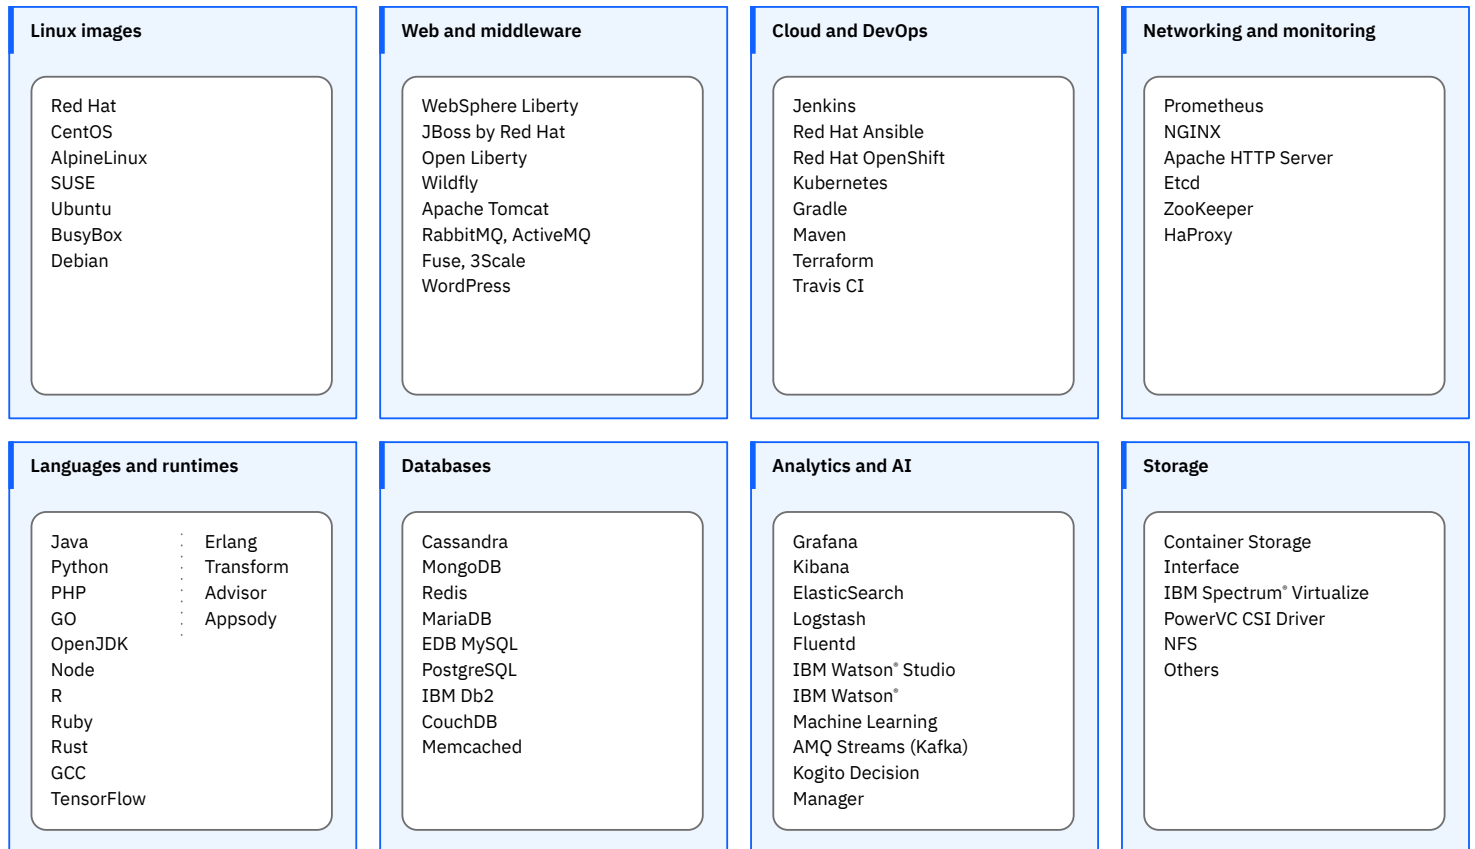 Linux images
Red Hat
CentOS
AlpineLinux
SUSE
Ubuntu
BusyBox
Debian
Web and middleware
WebSphere Liberty
JBoss by Red Hat
Open Liberty
Wildfly
Apache Tomcat
RabbitMQ, ActiveMQ
Fuse, 3Scale
WordPress
Cloud and DevOps
Jenkins
Red Hat Ansible
Red Hat OpenShift
Kubernetes
Gradle
Maven
Terraform
Travis CI
Networking and monitoring
Prometheus
NGINX
Apache HTTP Server
Etcd
ZooKeeper
HaProxy
Languages and runtimes
Java
Python
PHP
GO
OpenJDK
Node
R
Ruby
Rust
GCC
TensorFlow
Erlang
Transform
Advisor
Appsody
Databases
Cassandra
MongoDB
Redis
MariaDB
EDB MySQL
PostgreSQL
IBM Db2
CouchDB
Memcached
Analytics and AI
Grafana
Kibana
ElasticSearch
Logstash
Fluentd
IBM Watson® Studio
IBM Watson®
Machine Learning
AMQ Streams (Kafka)
Kogito Decision
Manager
Storage
Container Storage
Interface
IBM Spectrum® Virtualize
PowerVC CSI Driver
NFS
Others